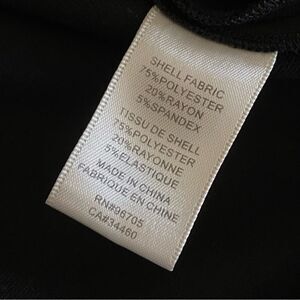 SHELL FABRIC
75%POLYESTER
20%RAYON
5%SPANDEX
TISSU DE SHELL
75%POLYESTER
20%RAYONNE
5%ELASTIQUE
MADE IN CHINA
FABRIQUE EN CHINE
RN#96705
CA#34460